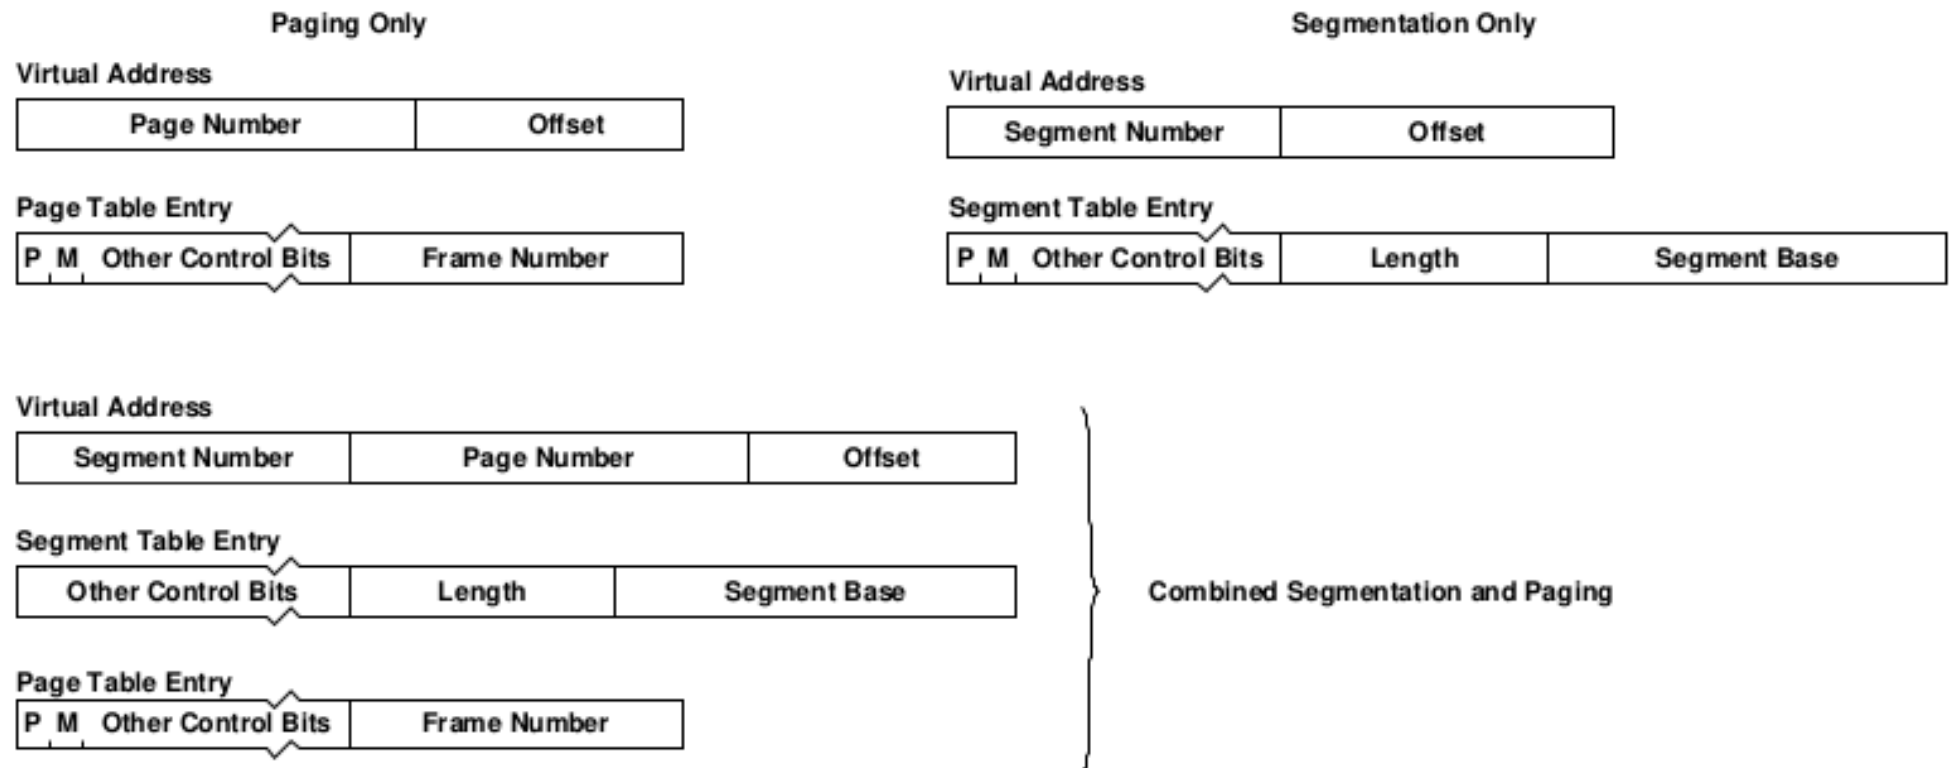 Paging Only
Virtual Address
Page Number Offset
Page Table Entry
P M Other Control Bits Frame Number
Segmentation Only
Virtual Address
Segment Number Offset
Segment Table Entry
P M Other Control Bits Length Segment Base
Virtual Address
Segment Number Page Number Offset
Segment Table Entry
Other Control Bits Length Segment Base
Page Table Entry
P M Other Control Bits Frame Number
Combined Segmentation and Paging